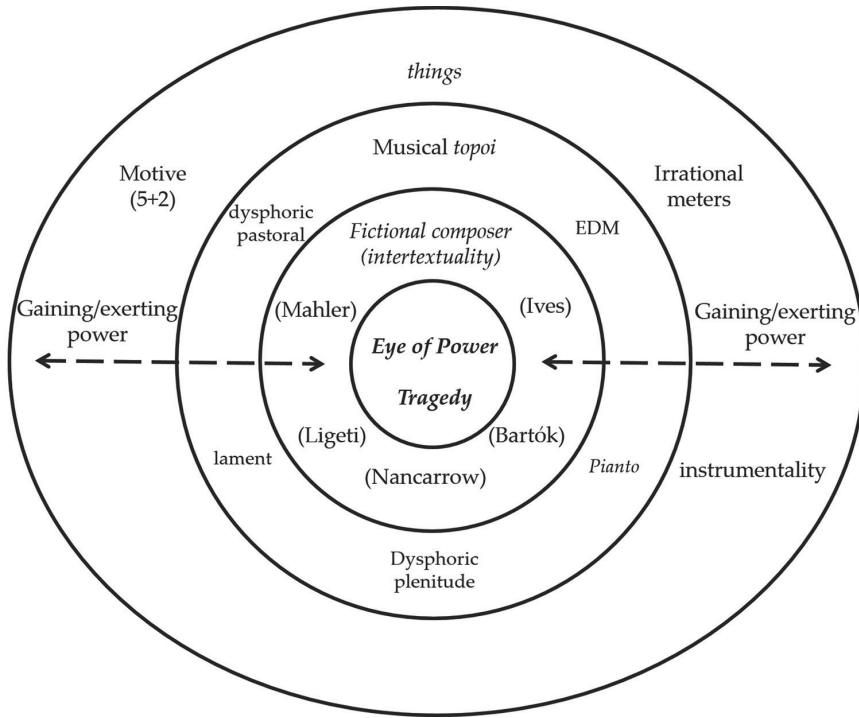 things
Musical topoi
Motive
(5+2)
Irrational
meters
dysphoric
pastoral
EDM
Fictional composer
(intertextuality)
(Mahler)
(Ives)
Gaining/exerting
power
Gaining/exerting
power
Eye of Power
Tragedy
(Ligeti)
(Bartók)
(Nancarrow)
lament
Pianto
instrumentality
Dysphoric
plenitude